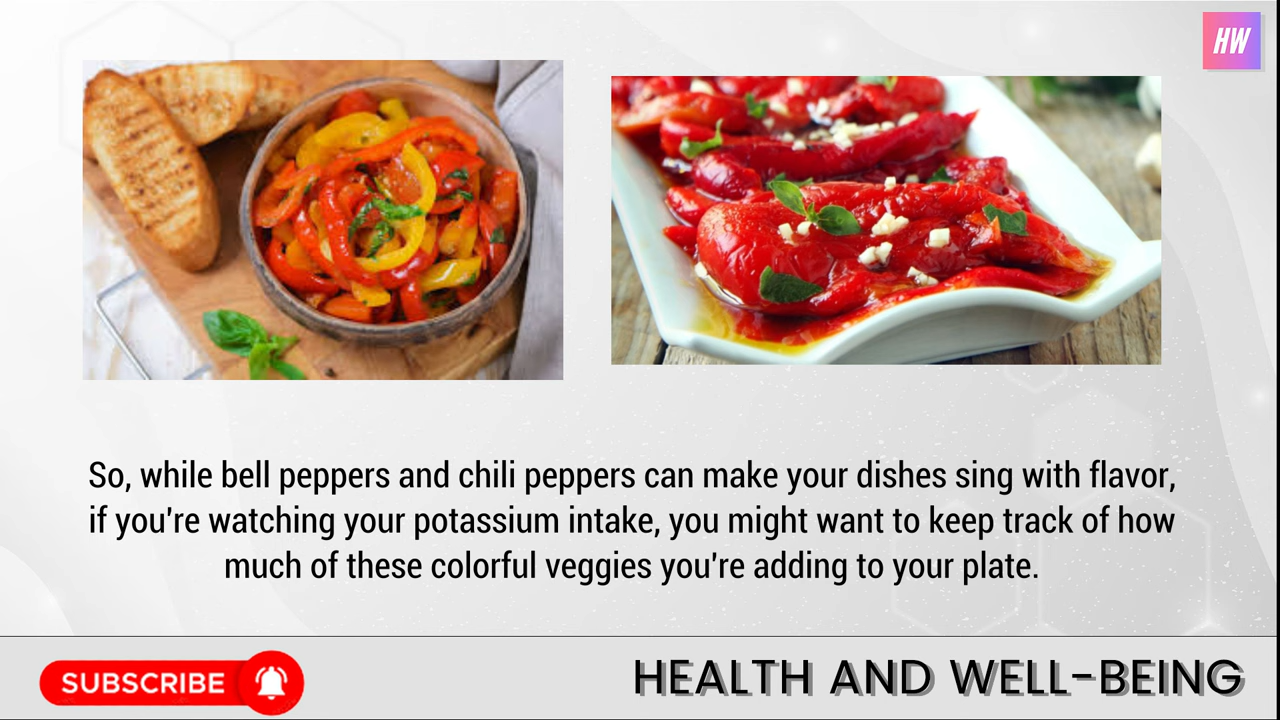 HW
So, while bell peppers and chili peppers can make your dishes sing with flavor,
if you're watching your potassium intake, you might want to keep track of how
much of these colorful veggies you're adding to your plate.
SUBSCRIBE
HEALTH AND WELL-BEING